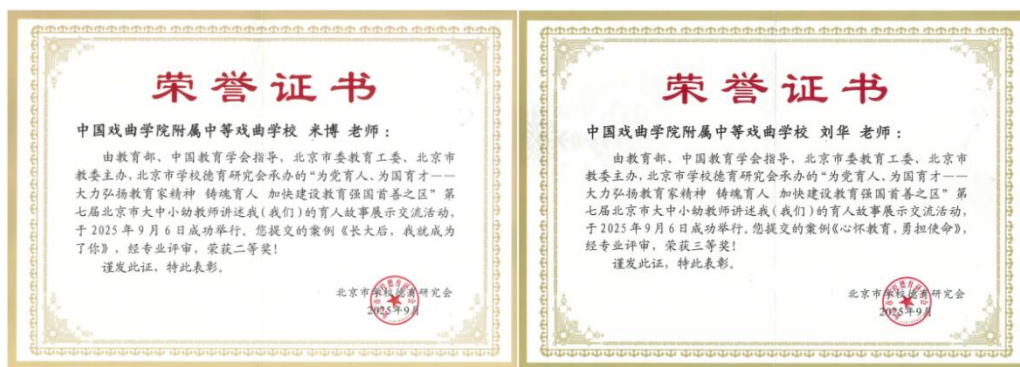 荣誉证书
中国戏曲学院附属中等戏曲学校 米博 老师：
由教育部、中国教育学会指导，北京市委教育工委、北京市
教委主办，北京市学校德育研究会承办的“为党育人、为国育才——
大力弘扬教育家精神 铸魂育人 加快建设教育强国首善之区”第
七届北京市大中小幼教师讲述我(我们)的育人故事展示交流活动，
于2025年9月6日成功举行。您提交的案例《长大后，我就成为
了你》，经专业评审，荣获二等奖！
谨发此证，特此表彰。
北京市学校德育研究会
2025年9月
荣誉证书
中国戏曲学院附属中等戏曲学校 刘华 老师：
由教育部、中国教育学会指导，北京市委教育工委、北京市
教委主办，北京市学校德育研究会承办的“为党育人、为国育才——
大力弘扬教育家精神 铸魂育人 加快建设教育强国首善之区”第
七届北京市大中小幼教师讲述我(我们)的育人故事展示交流活动，
于2025年9月6日成功举行。您提交的案例《心怀教育，勇担使命》，
经专业评审，荣获三等奖！
谨发此证，特此表彰。
北京市学校德育研究会
2025年9月